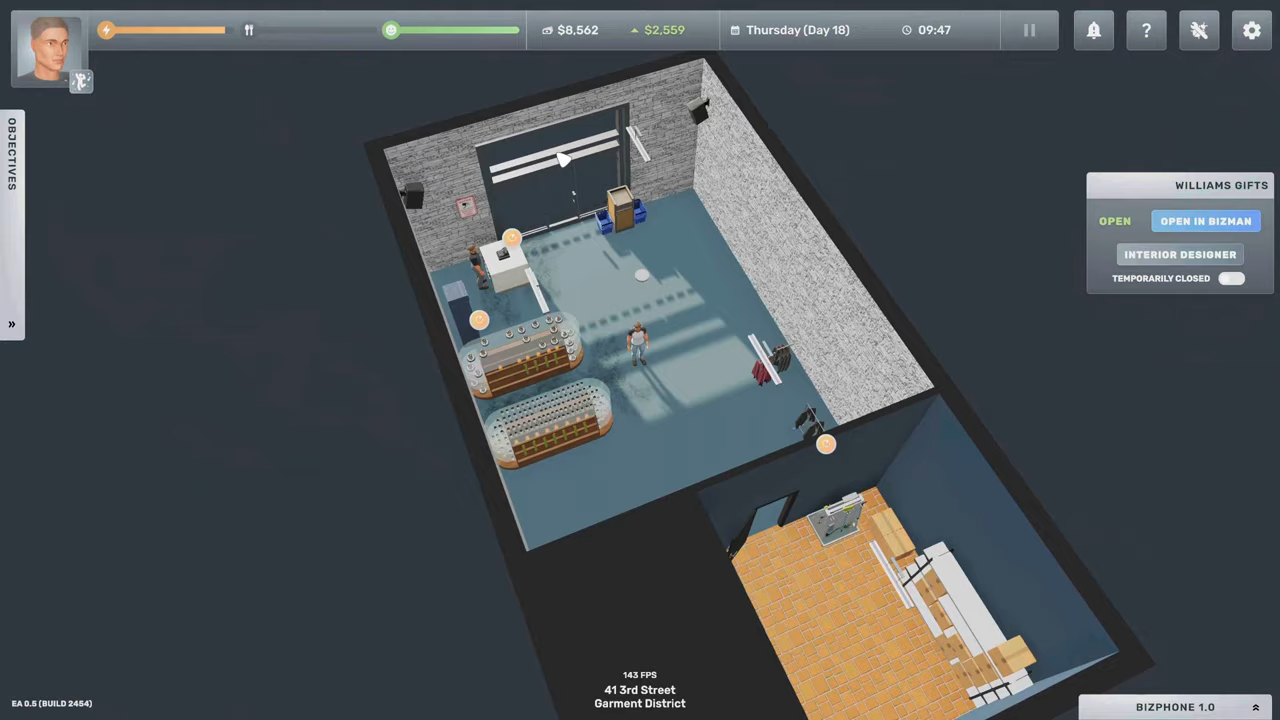 $8,562
$2,559
Thursday (Day 18)
09:47
?
OBJECTIVES
»
WILLIAMS GIFTS
OPEN
OPEN IN BIZMAN
INTERIOR DESIGNER
TEMPORARILY CLOSED
143 FPS
41 3rd Street
Garment District
EA 0.5 (BUILD 2454)
BIZPHONE 1.0